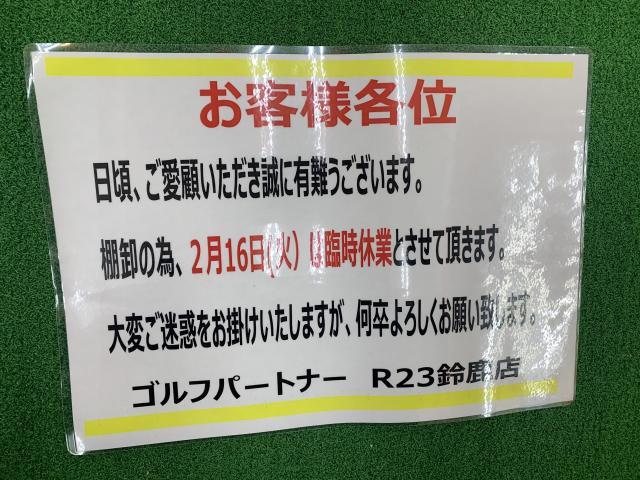 お客様各位
日頃、ご愛顧いただき誠に有難うございます。
棚卸の為、2月16日(火)は臨時休業とさせて頂きます。
大変ご迷惑をお掛けいたしますが、何卒よろしくお願い致します。
ゴルフパートナー R23鈴鹿店